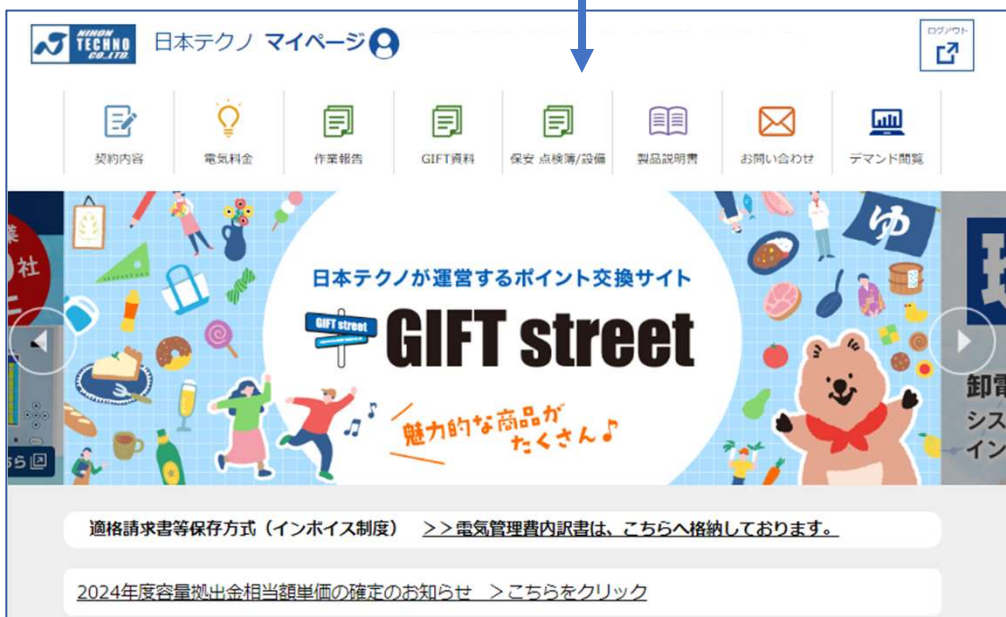 NIHON
TECHNO
CO.,LTD.
日本テクノ マイページ
ログアウト
契約内容
電気料金
作業報告
GIFT資料
保安 点検簿/設備
製品説明書
お問い合わせ
デマンド閲覧
業
社
日本テクノが運営するポイント交換サイト
GIFT street
GIFT street
魅力的な商品が
たくさん♪
ゆ
卸電
シス
イン
ちら
適格請求書等保存方式（インボイス制度） >>電気管理費内訳書は、こちらへ格納しております。
2024年度容量拠出金相当額単価の確定のお知らせ >こちらをクリック